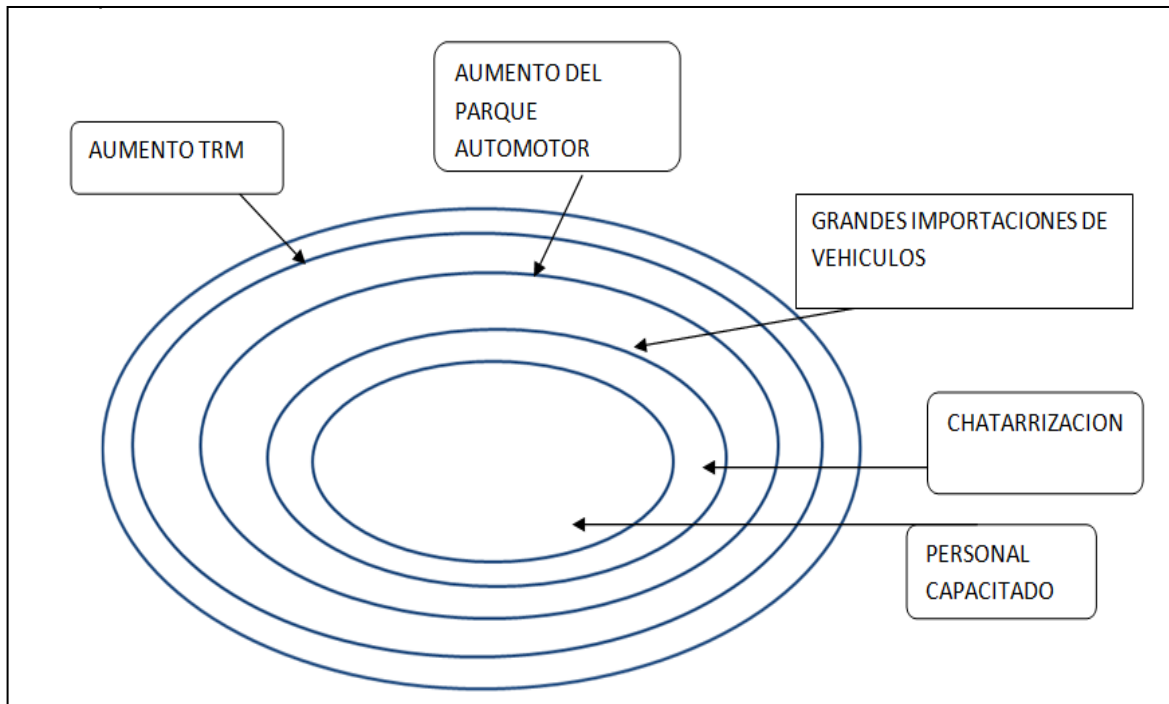 AUMENTO DEL
PARQUE
AUTOMOTOR
AUMENTO TRM
GRANDES IMPORTACIONES DE
VEHICULOS
CHATARRIZACION
PERSONAL
CAPACITADO